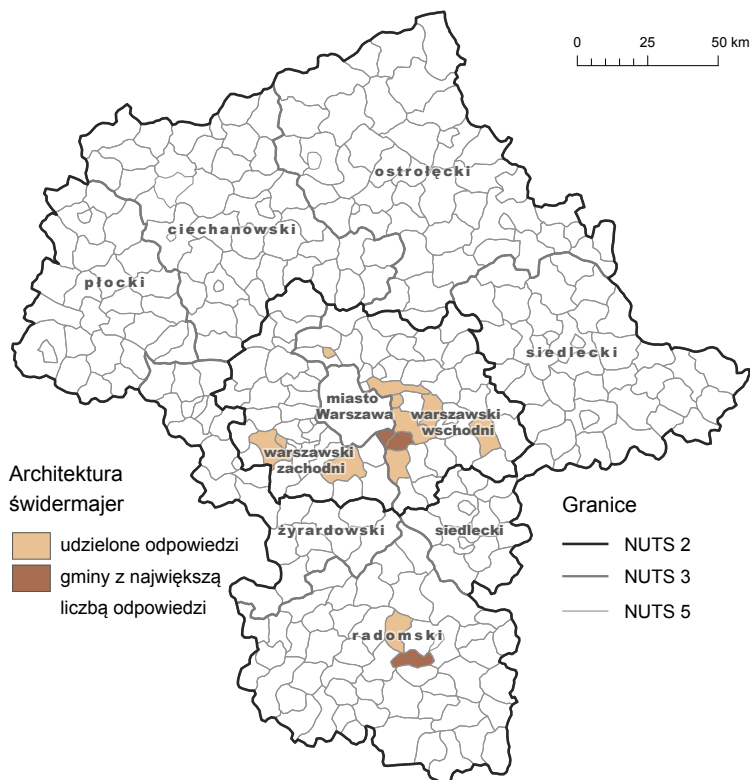 0 25 50 km
ostrołęcki
ciechanowski
płocki
siedlecki
miasto
Warszawa
warszawski
wschodni
warszawski
zachodni
Architektura
świdermajer
udzielone odpowiedzi
gminy z największą
liczbą odpowiedzi
żyrardowski
siedlecki
radomski
Granice
NUTS 2
NUTS 3
NUTS 5